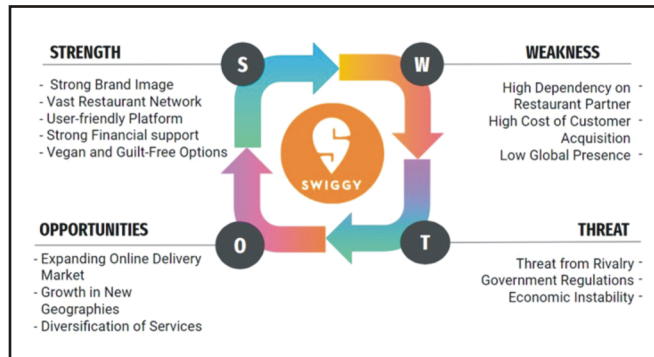 STRENGTH
- Strong Brand Image
- Vast Restaurant Network
- User-friendly Platform
- Strong Financial support
- Vegan and Guilt-Free Options
S
W
WEAKNESS
High Dependency on -
Restaurant Partner
High Cost of Customer -
Acquisition
Low Global Presence -
SWIGGY
OPPORTUNITIES
- Expanding Online Delivery
Market
- Growth in New
Geographies
- Diversification of Services
O
T
THREAT
Threat from Rivalry -
Government Regulations -
Economic Instability -